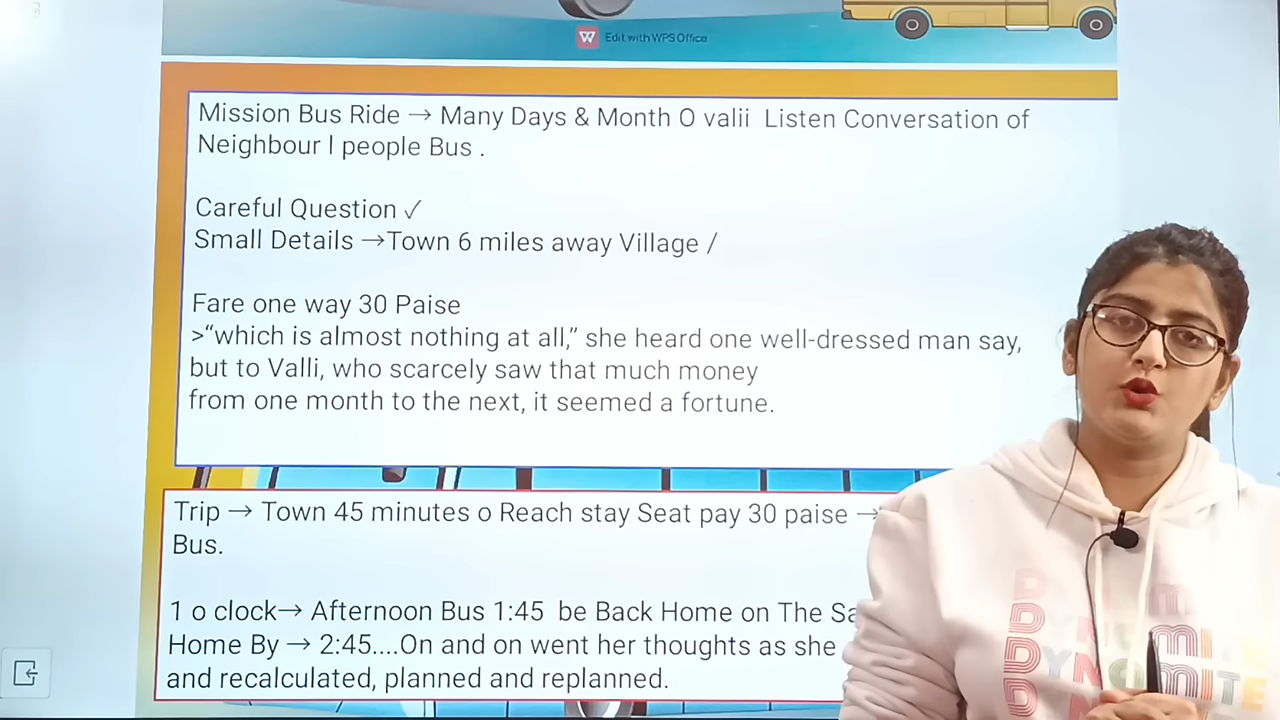 Edit with WPS Office
Mission Bus Ride → Many Days & Month O valii Listen Conversation of
Neighbour I people Bus .
Careful Question ✓
Small Details →Town 6 miles away Village /
Fare one way 30 Paise
>“which is almost nothing at all,” she heard one well-dressed man say,
but to Valli, who scarcely saw that much money
from one month to the next, it seemed a fortune.
Trip → Town 45 minutes o Reach stay Seat pay 30 paise →
Bus.
1 o clock→ Afternoon Bus 1:45 be Back Home on The
Home By → 2:45....On and on went her thoughts as she
and recalculated, planned and replanned.
DYNOMITE